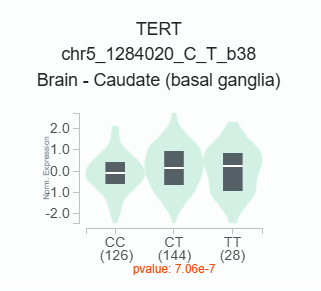 TERT
chr5_1284020_C_T_b38
Brain - Caudate (basal ganglia)
Nprm. Expression
2.0
1.0
0.0
-1.0
-2.0
CC CT TT
(126) (144) (28)
pvalue: 7.06e-7